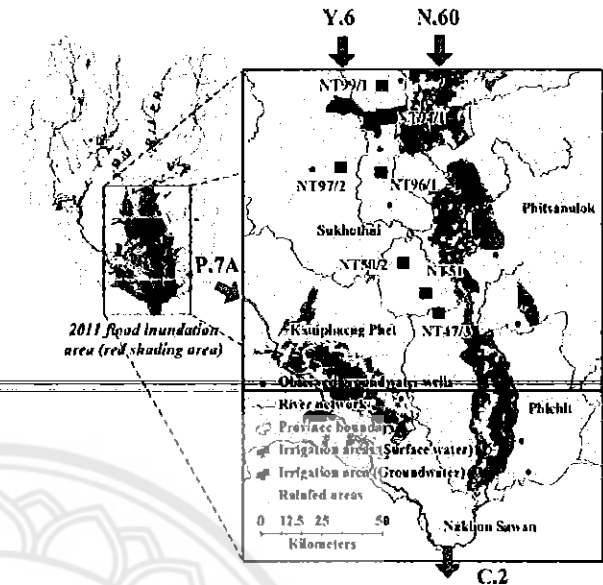 Y.6
N.60
NT99/1
NT97/2
NT96/1
Sukhothai
Phitsanulok
P.7A
NT50/2
NT51
NT47/3
2011 flood inundation
area (red shading area)
Kamphaeng Phet
Observed groundwater wells
River network
Province boundary
Phichit
Irrigation areas (Surface water)
Irrigation area (Groundwater)
Rainfed areas
0 12.5 25 50
Kilometers
Nakhon Sawan
C.2